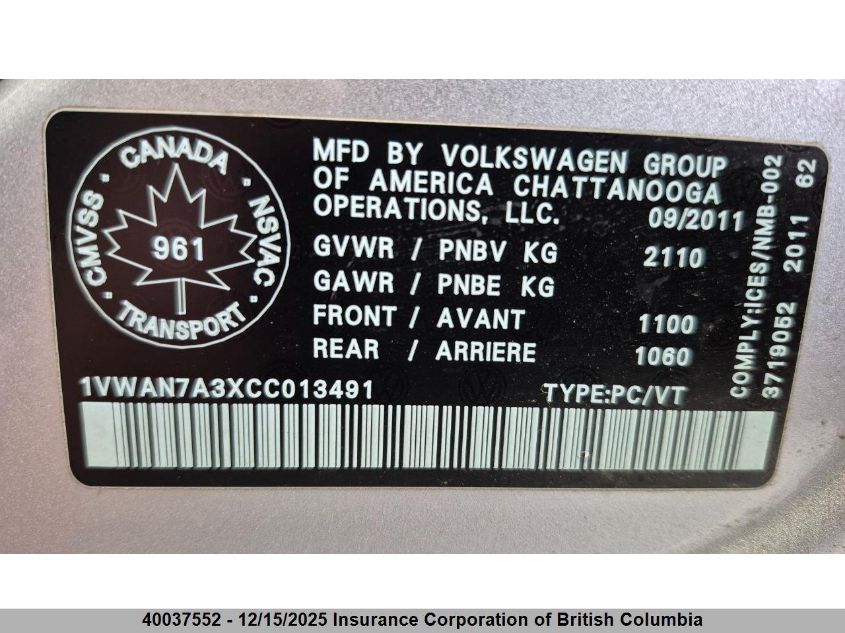 CANADA
CMVSS · NSVAC
961
TRANSPORT
MFD BY VOLKSWAGEN GROUP
OF AMERICA CHATTANOOGA
OPERATIONS, LLC. 09/2011
GVWR / PNBV KG 2110
GAWR / PNBE KG
FRONT / AVANT 1100
REAR / ARRIERE 1060
1VWAN7A3XCC013491 TYPE:PC/VT
COMPLY:ICES/NMB-002
3719052 2011 62
40037552 - 12/15/2025 Insurance Corporation of British Columbia